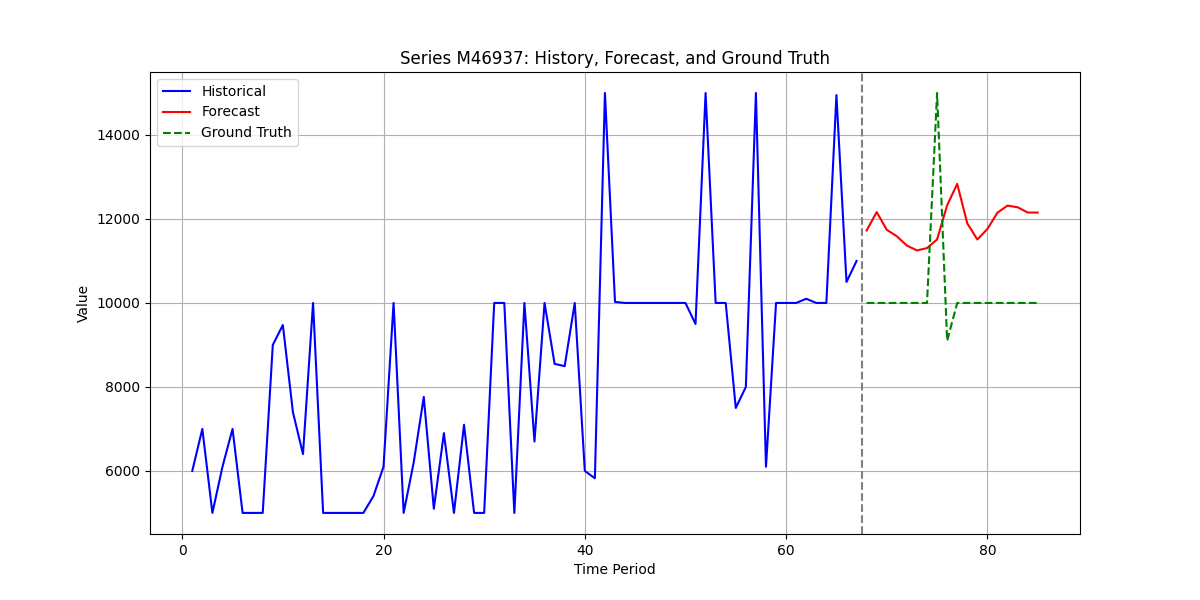 Series M46937: History, Forecast, and Ground Truth
Historical
Forecast
Ground Truth
14000
12000
10000
8000
6000
Value
0
20
40
60
80
Time Period